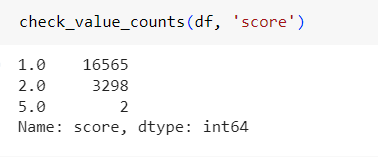 check_value_counts(df, 'score')
1.0    16565
2.0     3298
5.0        2
Name: score, dtype: int64